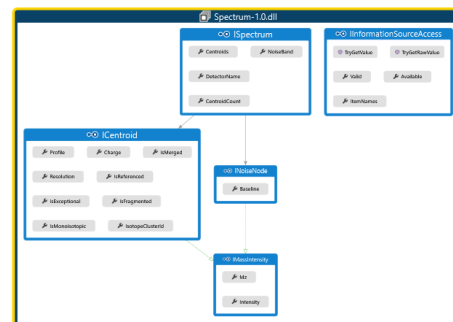 Spectrum-1.0.dll
ISpectrum
Centroids NoiseBand
DetectorName
CentroidCount
IInformationSourceAccess
TryGetValue TryGetRawValue
Valid Available
ItemNames
ICentroid
Profile Charge IsMerged
Resolution IsReferenced
IsExceptional IsFragmented
IsMonoisotopic IsotopeClusterId
INoiseNode
Baseline
IMassIntensity
Mz
Intensity